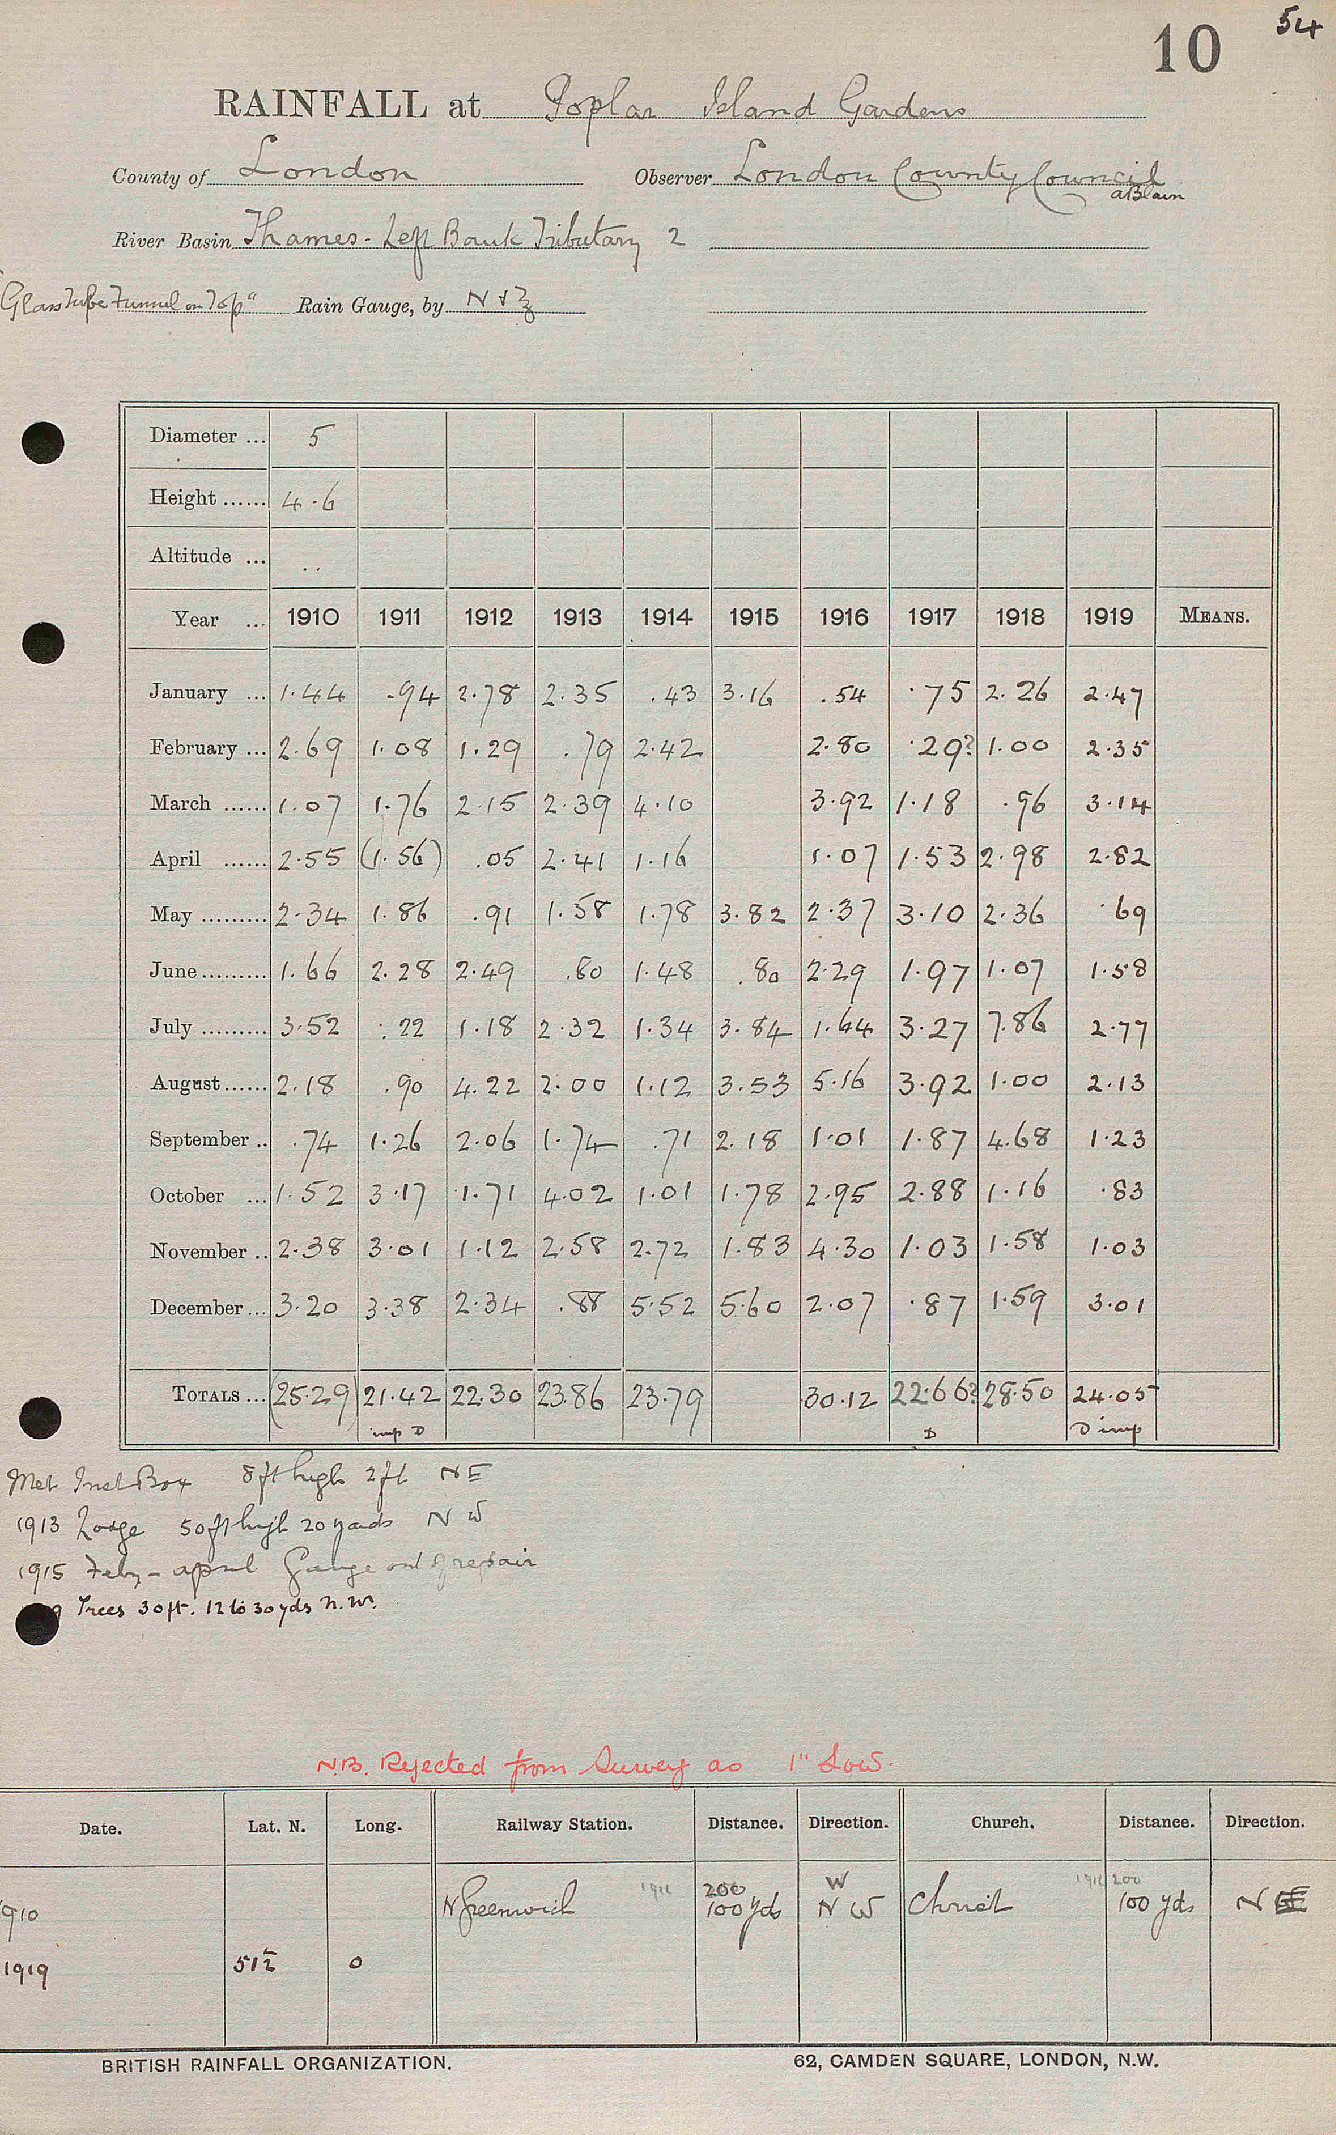 54
10
RAINFALL at Poplar Island Gardens
County of London Observer London County Council
A Blain
River Basin Thames - Left Bank Tributary 2
"Glass Tube Funnel on Top" Rain Gauge, by N & Z
Diameter ... 5
Height ...... 4.6
Altitude ... ..
Year ... 1910 1911 1912 1913 1914 1915 1916 1917 1918 1919 MEANS.
January ... 1.44 .94 2.78 2.35 .43 3.16 .54 .75 2.26 2.47
February ... 2.69 1.08 1.29 .79 2.42 2.80 .29? 1.00 2.35
March ...... 1.07 1.76 2.15 2.39 4.10 3.92 1.18 .96 3.14
April ...... 2.55 (1.56) .05 2.41 1.16 1.07 1.53 2.98 2.82
May ......... 2.34 1.86 .91 1.58 1.78 3.82 2.37 3.10 2.36 .69
June ......... 1.66 2.28 2.49 .80 1.48 .80 2.29 1.97 1.07 1.58
July ......... 3.52 .22 1.18 2.32 1.34 3.84 1.64 3.27 7.86 2.77
August ...... 2.18 .90 4.22 2.00 1.12 3.53 5.16 3.92 1.00 2.13
September .. .74 1.26 2.06 1.74 .71 2.18 1.01 1.87 4.68 1.23
October ... 1.52 3.17 1.71 4.02 1.01 1.78 2.95 2.88 1.16 .83
November .. 2.38 3.01 1.12 2.58 2.72 1.83 4.30 1.03 1.58 1.03
December ... 3.20 3.38 2.34 .88 5.52 5.60 2.07 .87 1.59 3.01
TOTALS ... 25.29 21.42 22.30 23.86 23.79 30.12 22.66? 28.50 24.05
imp D D D imp
Met Inst Box 8ft high 2ft NE
1913 Lodge 50ft high 20 yards NW
1915 Feby - April Gauge out of repair
Trees 30ft. 12 to 30 yds N.W.
N.B. Rejected from Survey as 1" Low.
Date. Lat. N. Long. Railway Station. Distance. Direction. Church. Distance. Direction.
1910 N Greenwich 1912 200 100 yds W NW Christ 1912 200 100 yds N
1919 51½ 0
BRITISH RAINFALL ORGANIZATION. 62, CAMDEN SQUARE, LONDON, N.W.